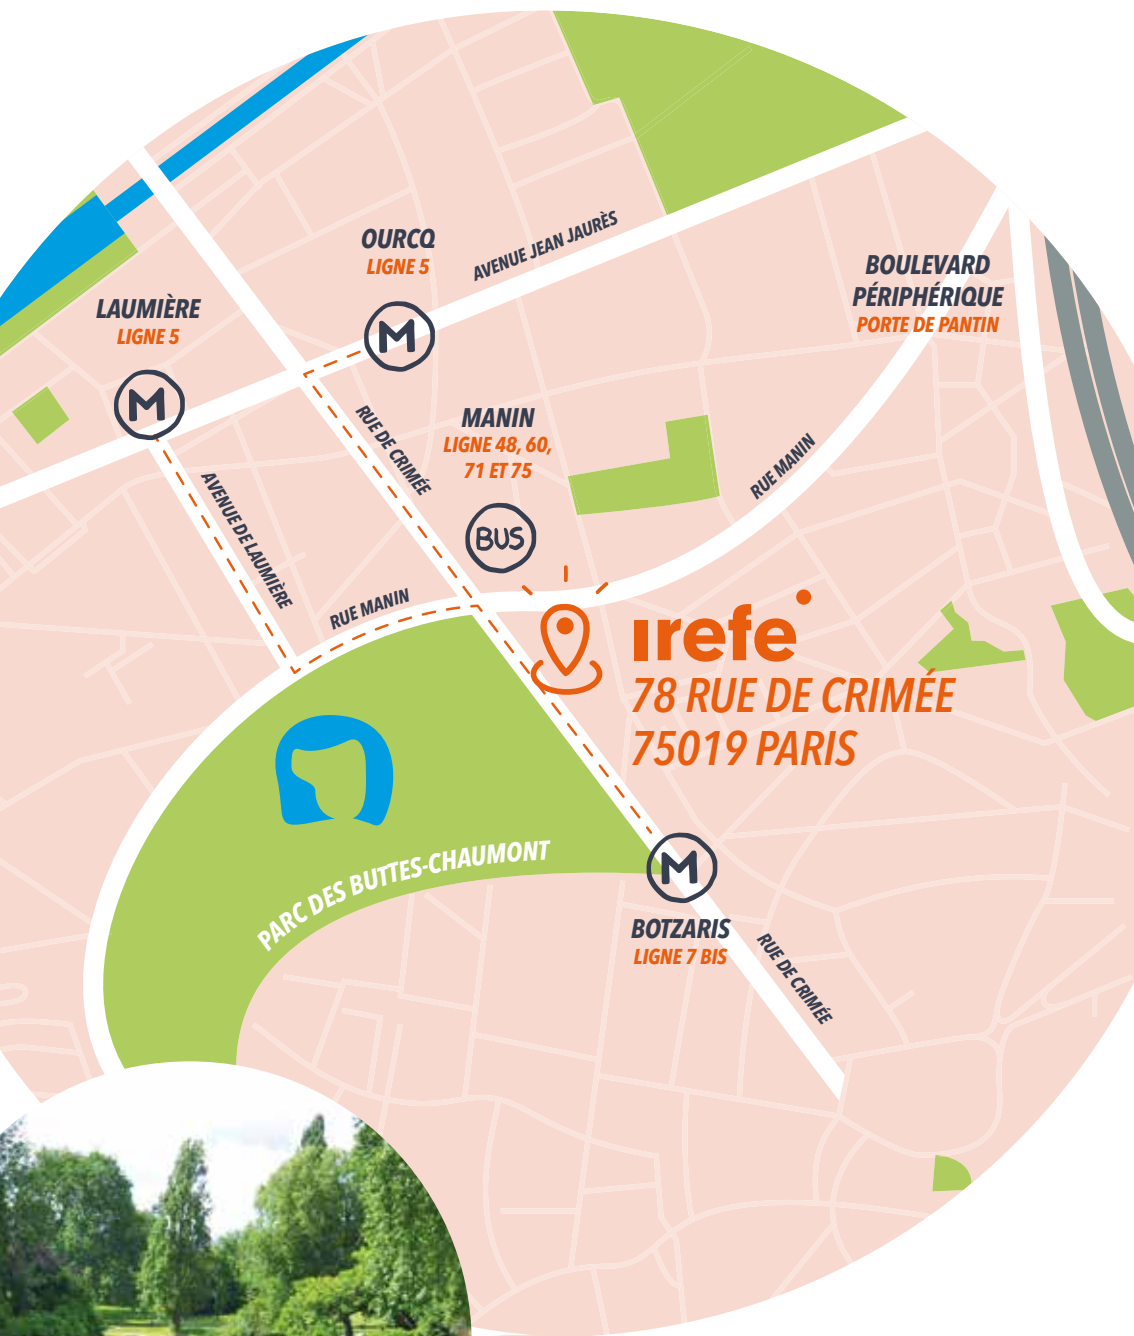 OURCQ
LIGNE 5
AVENUE JEAN JAURÈS
BOULEVARD
PÉRIPHÉRIQUE
PORTE DE PANTIN
LAUMIÈRE
LIGNE 5
M
M
RUE DE CRIMÉE
MANIN
LIGNE 48, 60,
71 ET 75
BUS
RUE MANIN
AVENUE DE LAUMIÈRE
RUE MANIN
irefe
78 RUE DE CRIMÉE
75019 PARIS
PARC DES BUTTES-CHAUMONT
M
BOTZARIS
LIGNE 7 BIS
RUE DE CRIMÉE